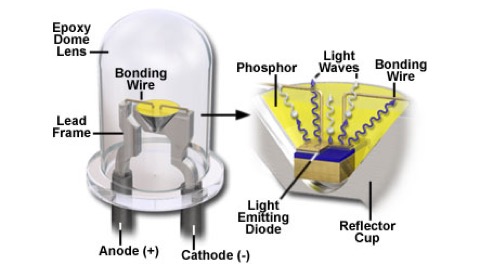 Epoxy
Dome
Lens
Bonding
Wire
Lead
Frame
Anode (+)
Cathode (-)
Phosphor
Light
Waves
Bonding
Wire
Light
Emitting
Diode
Reflector
Cup